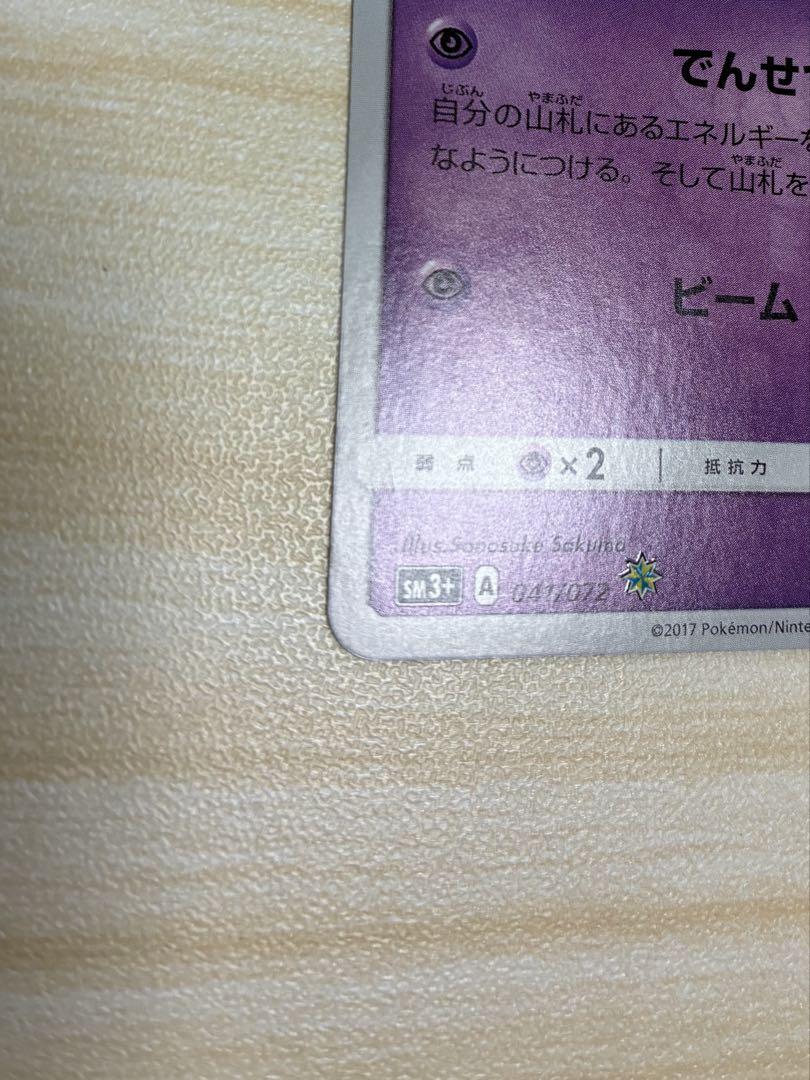 でんせつ
じぶん やまふだ
自分の山札にあるエネルギーを
やまふだ
なようにつける。そして山札を
ビーム
弱点 ×2 抵抗力
Illus. Sanosuke Sakuma
SM3+ A 041/072
©2017 Pokémon/Ninte